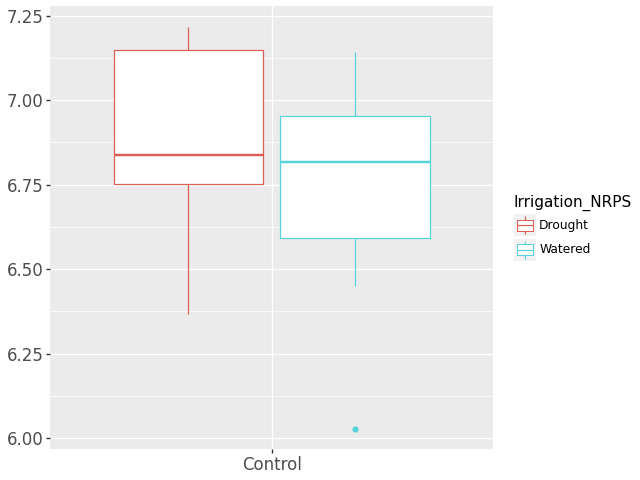 7.25
7.00
6.75
6.50
6.25
6.00
Control
Irrigation_NRPS
Drought
Watered